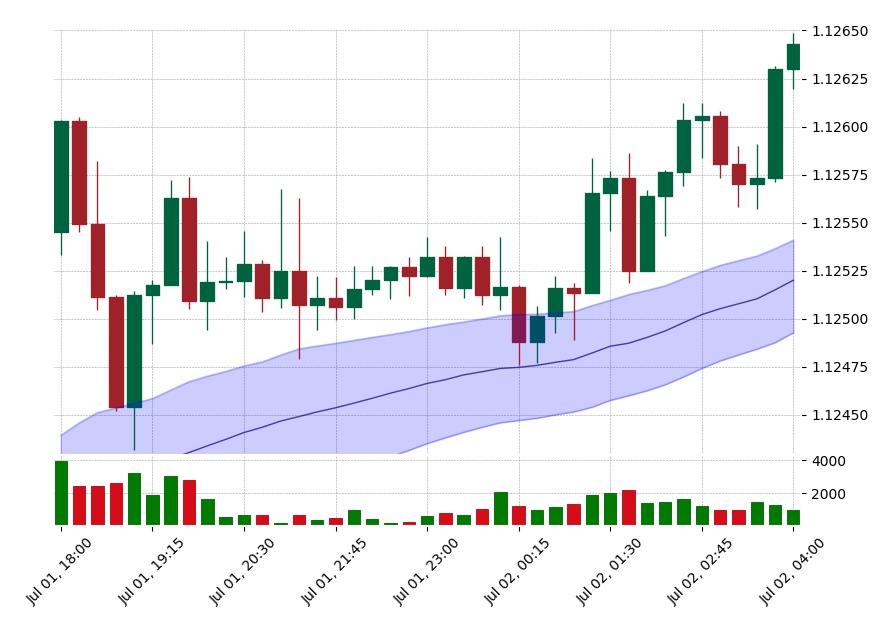 1.12650
1.12625
1.12600
1.12575
1.12550
1.12525
1.12500
1.12475
1.12450
4000
2000
Jul 01, 18:00
Jul 01, 19:15
Jul 01, 20:30
Jul 01, 21:45
Jul 01, 23:00
Jul 02, 00:15
Jul 02, 01:30
Jul 02, 02:45
Jul 02, 04:00